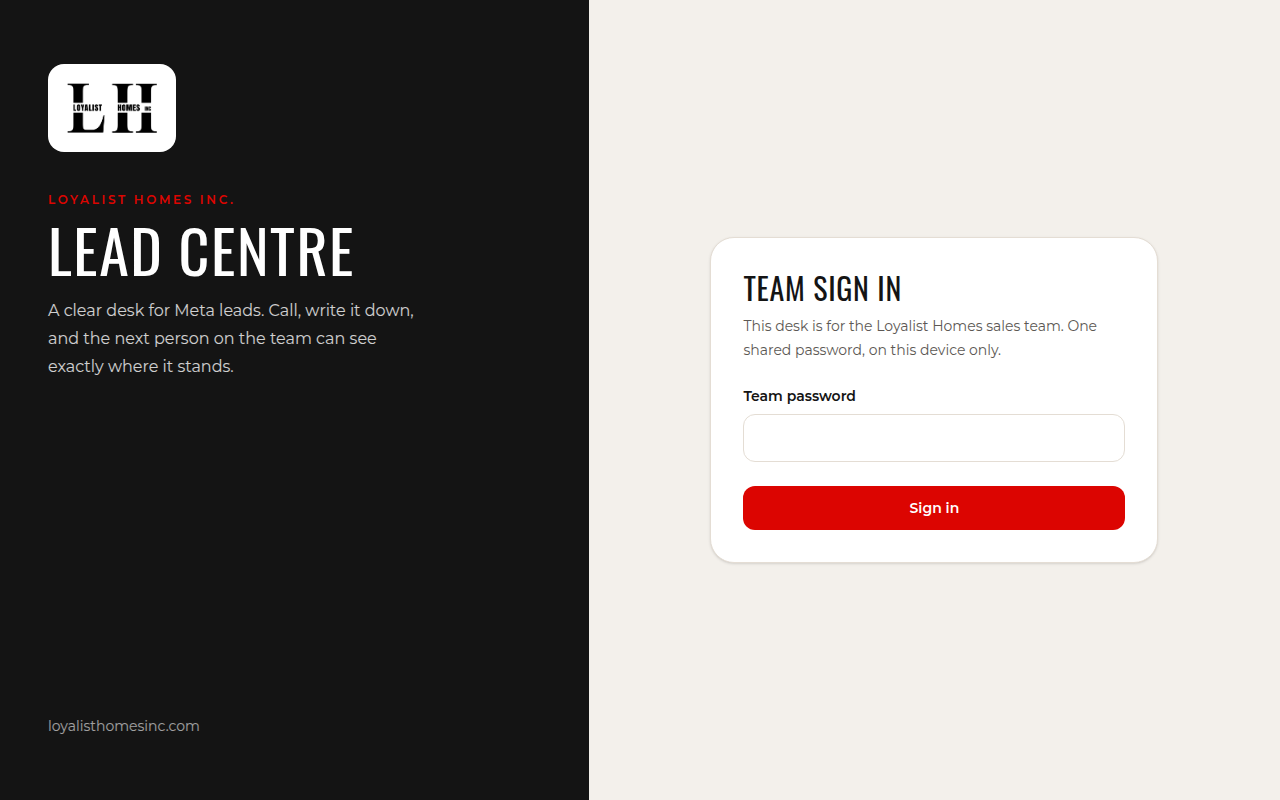 LH
LOYALIST HOMES INC
LOYALIST HOMES INC.
LEAD CENTRE
A clear desk for Meta leads. Call, write it down,
and the next person on the team can see
exactly where it stands.
loyalisthomesinc.com
TEAM SIGN IN
This desk is for the Loyalist Homes sales team. One
shared password, on this device only.
Team password
Sign in